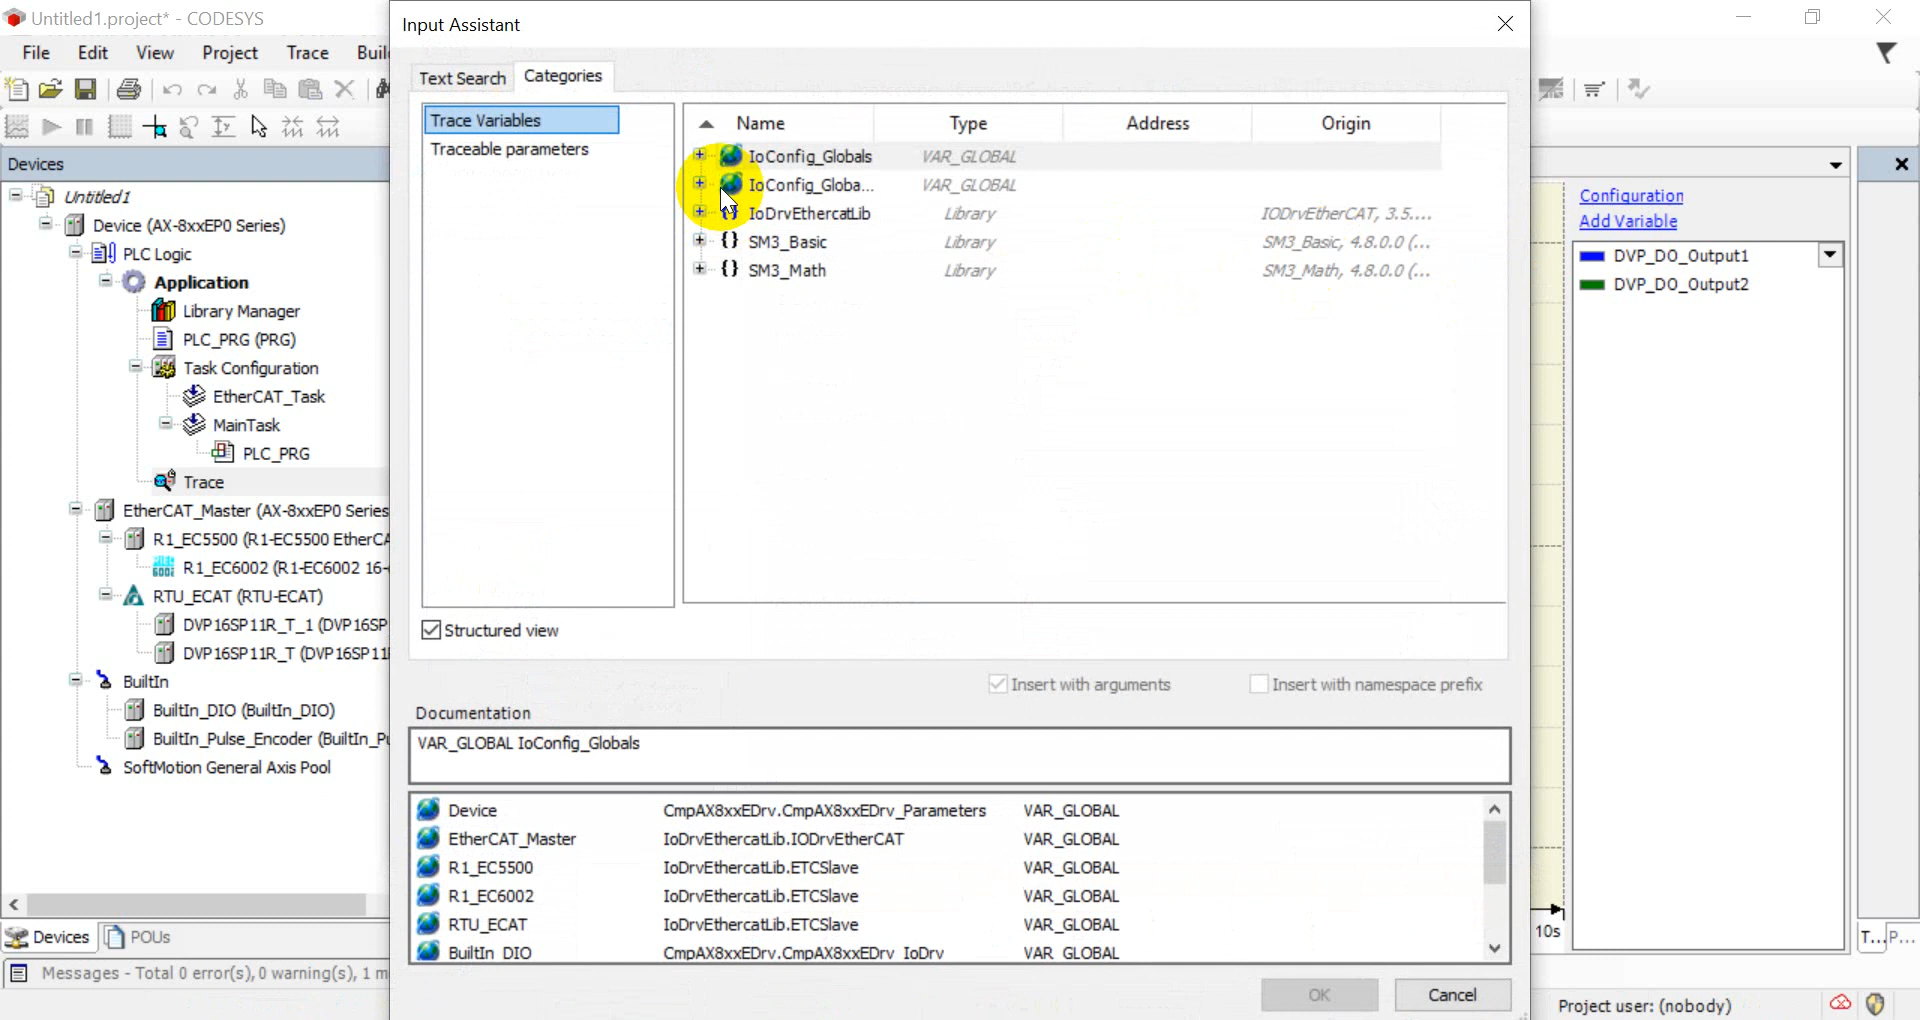 Untitled1.project* - CODESYS
File Edit View Project Trace
Devices
Untitled1
Device (AX-8xxEP0 Series)
PLC Logic
Application
Library Manager
PLC_PRG (PRG)
Task Configuration
EtherCAT_Task
MainTask
PLC_PRG
Trace
EtherCAT_Master (AX-8xxEP0 Series
R1_EC5500 (R1-EC5500
R1_EC6002 (R1-EC6002 16-
RTU_ECAT (RTU-ECAT)
DVP16SP11R_T_1 (DVP16SP
DVP16SP11R_T
BuiltIn
BuiltIn_DIO (BuiltIn_DIO)
BuiltIn_Pulse_Encoder
SoftMotion General Axis Pool
Devices POUs
Messages - Total 0 error(s), 0 warning(s), 1 m
Input Assistant
Text Search Categories
Trace Variables
Traceable parameters
Name Type Address Origin
IoConfig_Globals VAR_GLOBAL
IoConfig_Globa... VAR_GLOBAL
IoDrvEthercatLib Library IODrvEtherCAT, 3.5....
{} SM3_Basic Library SM3_Basic, 4.8.0.0 (...
{} SM3_Math Library SM3_Math, 4.8.0.0 (...
Structured view
Insert with arguments Insert with namespace prefix
Documentation
VAR_GLOBAL IoConfig_Globals
Device CmpAX8xxEDrv.CmpAX8xxEDrv_Parameters VAR_GLOBAL
EtherCAT_Master IoDrvEthercatLib.IODrvEtherCAT VAR_GLOBAL
R1_EC5500 IoDrvEthercatLib.ETCSlave VAR_GLOBAL
R1_EC6002 IoDrvEthercatLib.ETCSlave VAR_GLOBAL
RTU_ECAT IoDrvEthercatLib.ETCSlave VAR_GLOBAL
BuiltIn_DIO CmpAX8xxEDrv.CmpAX8xxEDrv_IoDrv VAR_GLOBAL
OK Cancel
Configuration
Add Variable
DVP_DO_Output1
DVP_DO_Output2
10s
T... P...
Project user: (nobody)